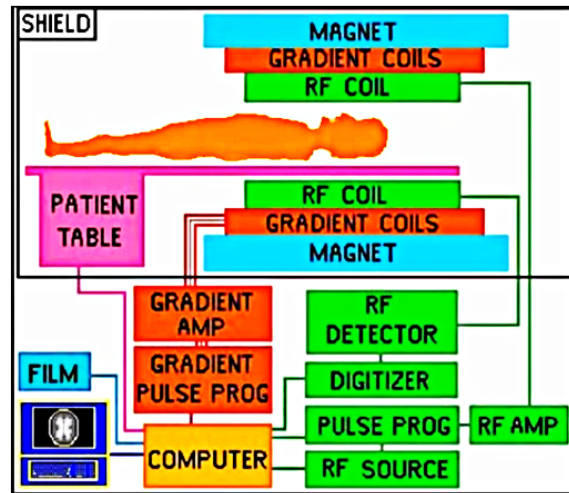 SHIELD
MAGNET
GRADIENT COILS
RF COIL
PATIENT
TABLE
RF COIL
GRADIENT COILS
MAGNET
GRADIENT
AMP
RF
DETECTOR
FILM
GRADIENT
PULSE PROG
DIGITIZER
COMPUTER
PULSE PROG
RF AMP
RF SOURCE